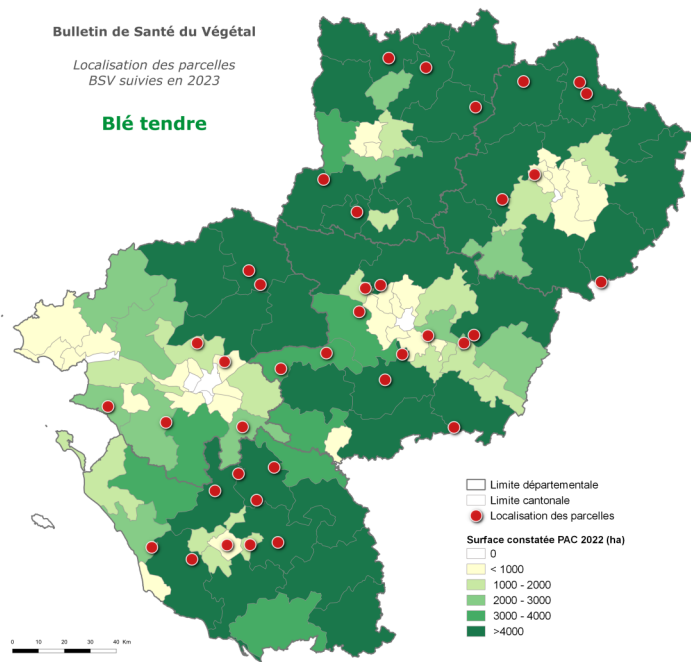 Bulletin de Santé du Végétal
Localisation des parcelles
BSV suivies en 2023
Blé tendre
Limite départementale
Limite cantonale
Localisation des parcelles
Surface constatée PAC 2022 (ha)
0
< 1000
1000 - 2000
2000 - 3000
3000 - 4000
>4000
0 10 20 30 40 Km